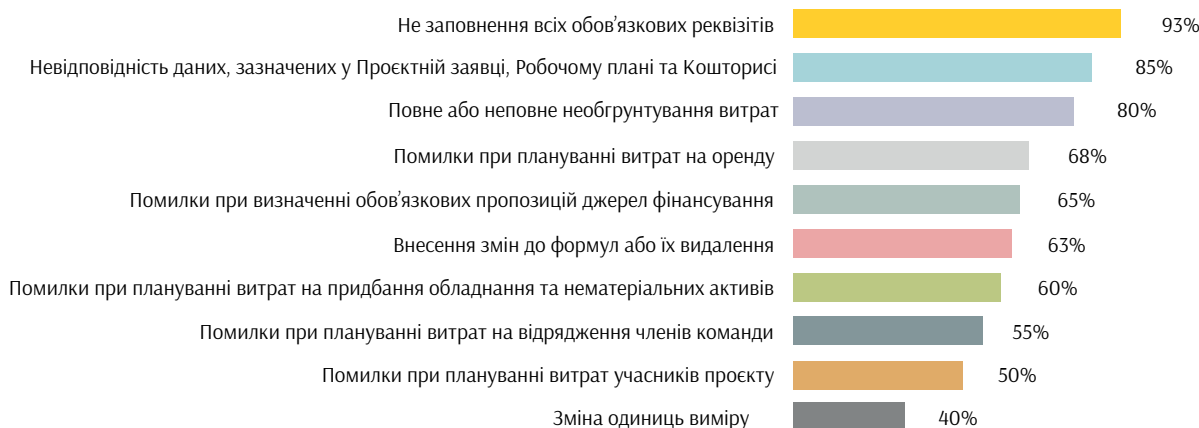 Не заповнення всіх обов’язкових реквізітів 93%
Невідповідність даних, зазначених у Проєктній заявці, Робочому плані та Кошторисі 85%
Повне або неповне необгрунтування витрат 80%
Помилки при плануванні витрат на оренду 68%
Помилки при визначенні обов’язкових пропозицій джерел фінансування 65%
Внесення змін до формул або їх видалення 63%
Помилки при плануванні витрат на придбання обладнання та нематеріальних активів 60%
Помилки при плануванні витрат на відрядження членів команди 55%
Помилки при плануванні витрат учасників проєкту 50%
Зміна одиниць виміру 40%